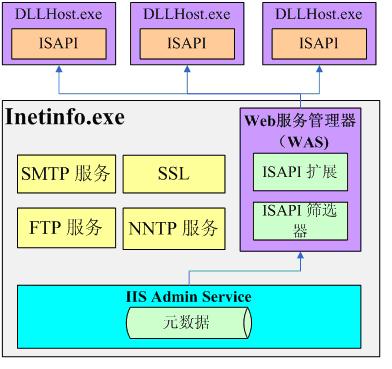 DLLHost.exe
DLLHost.exe
DLLHost.exe
ISAPI
ISAPI
ISAPI
Inetinfo.exe
Web服务管理器
（WAS)
SMTP 服务
SSL
ISAPI 扩展
FTP 服务
NNTP 服务
ISAPI 筛选
器
IIS Admin Service
元数据